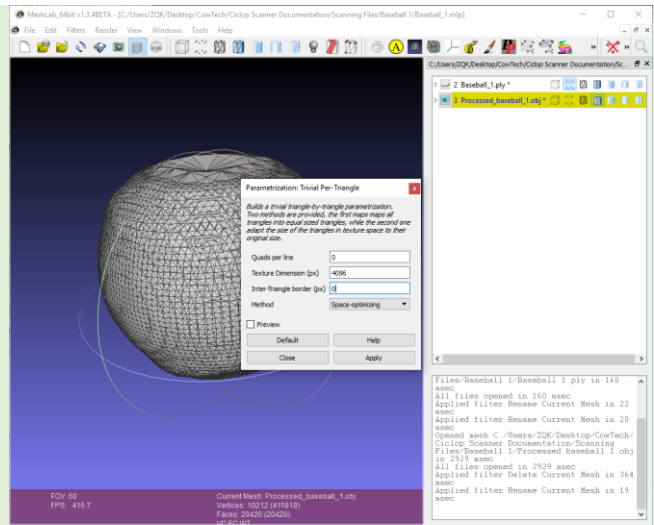 MeshLab_64bit v1.3.4BETA - [C:/Users/ZQK/Desktop/CowTech/Ciclop Scanner Documentation/Scanning Files/Baseball 1/Baseball_1.mlp]
File Edit Filters Render View Windows Tools Help
C:/Users/ZQK/Desktop/CowTech/Ciclop Scanner Documentation/Sc...
2 Baseball_1.ply *
3 Processed_baseball_1.obj *
Parametrization: Trivial Per-Triangle
Builds a trivial triangle-by-triangle parametrization.
Two methods are provided, the first maps maps all
triangles into equal sized triangles, while the second one
adapt the size of the triangles in texture space to their
original size.
Quads per line 0
Texture Dimension (px) 4096
Inter-Triangle border (px) 0
Method Space-optimizing
Preview
Default Help
Close Apply
Files/Baseball 1/Baseball 1.ply in 160
msec
All files opened in 160 msec
Applied filter Rename Current Mesh in 22
msec
Applied filter Rename Current Mesh in 20
msec
Opened mesh C:/Users/ZQK/Desktop/CowTech/
Ciclop Scanner Documentation/Scanning
Files/Baseball 1/Processed baseball 1.obj
in 2929 msec
All files opened in 2929 msec
Applied filter Delete Current Mesh in 364
msec
Applied filter Rename Current Mesh in 19
msec
FOV: 60
FPS: 416.7
Current Mesh: Processed_baseball_1.obj
Vertices: 10212 (411819)
Faces: 20420 (20420)
VC FC WT